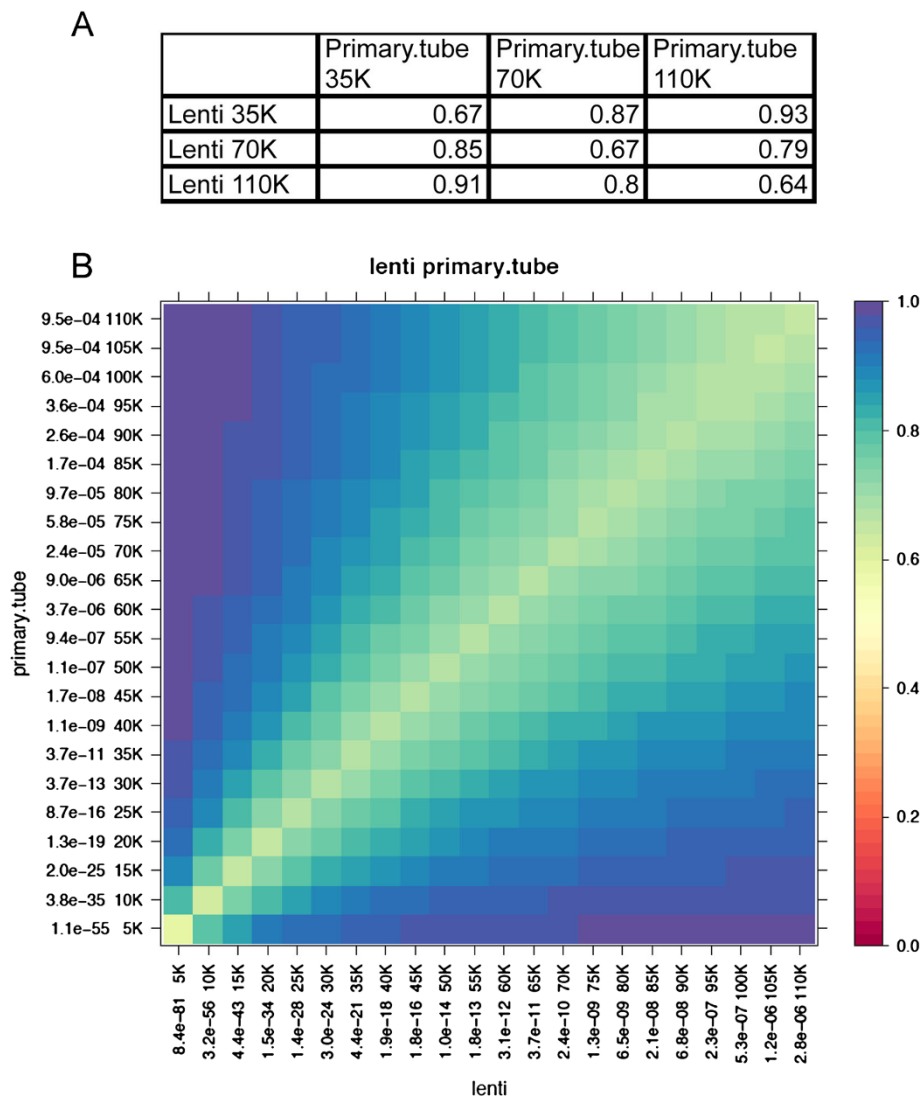 A
Primary.tube 35K Primary.tube 70K Primary.tube 110K
Lenti 35K 0.67 0.87 0.93
Lenti 70K 0.85 0.67 0.79
Lenti 110K 0.91 0.8 0.64
B
lenti primary.tube
9.5e−04 110K
9.5e−04 105K
6.0e−04 100K
3.6e−04 95K
2.6e−04 90K
1.7e−04 85K
9.7e−05 80K
5.8e−05 75K
2.4e−05 70K
9.0e−06 65K
3.7e−06 60K
9.4e−07 55K
1.1e−07 50K
1.7e−08 45K
1.1e−09 40K
3.7e−11 35K
3.7e−13 30K
8.7e−16 25K
1.3e−19 20K
2.0e−25 15K
3.8e−35 10K
1.1e−55 5K
primary.tube
8.4e−81 5K
3.2e−56 10K
4.4e−43 15K
1.5e−34 20K
1.4e−28 25K
3.0e−24 30K
4.4e−21 35K
1.9e−18 40K
1.8e−16 45K
1.0e−14 50K
1.8e−13 55K
3.1e−12 60K
3.7e−11 65K
2.4e−10 70K
1.3e−09 75K
6.5e−09 80K
2.1e−08 85K
6.8e−08 90K
2.3e−07 95K
5.3e−07 100K
1.2e−06 105K
2.8e−06 110K
lenti
1.0
0.8
0.6
0.4
0.2
0.0